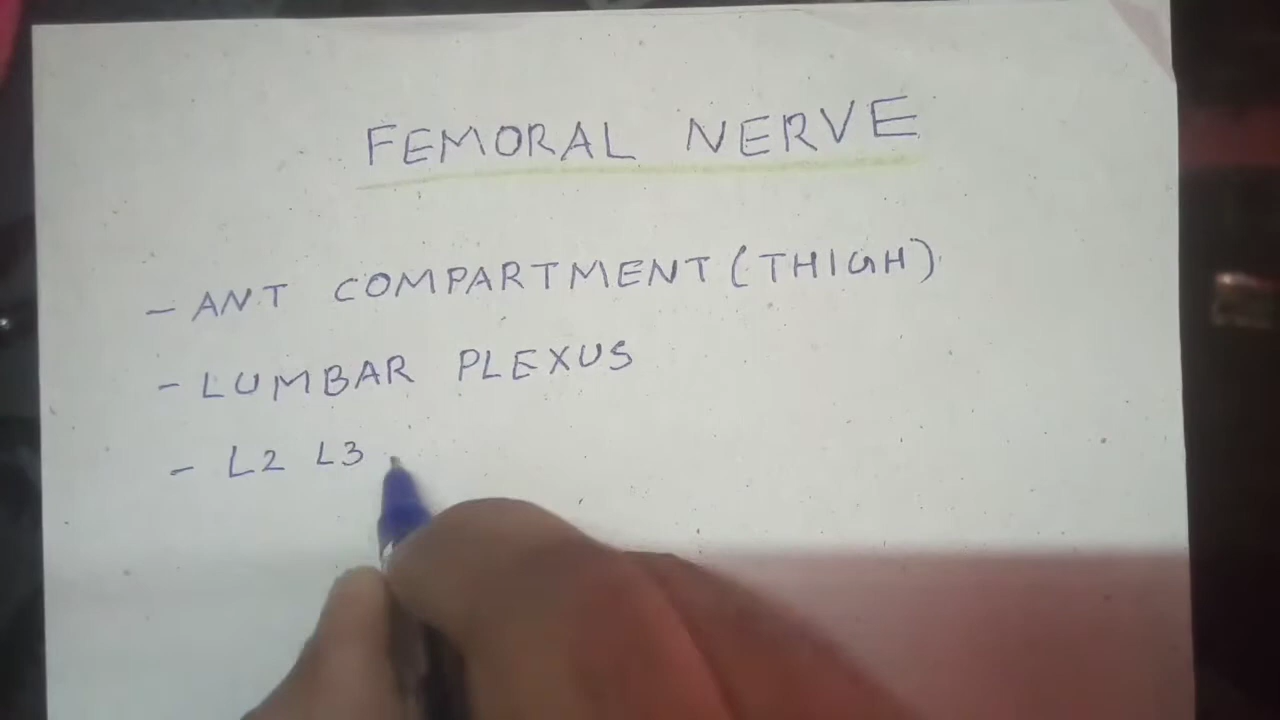 FEMORAL NERVE
- ANT COMPARTMENT (THIGH)
- LUMBAR PLEXUS
- L2 L3